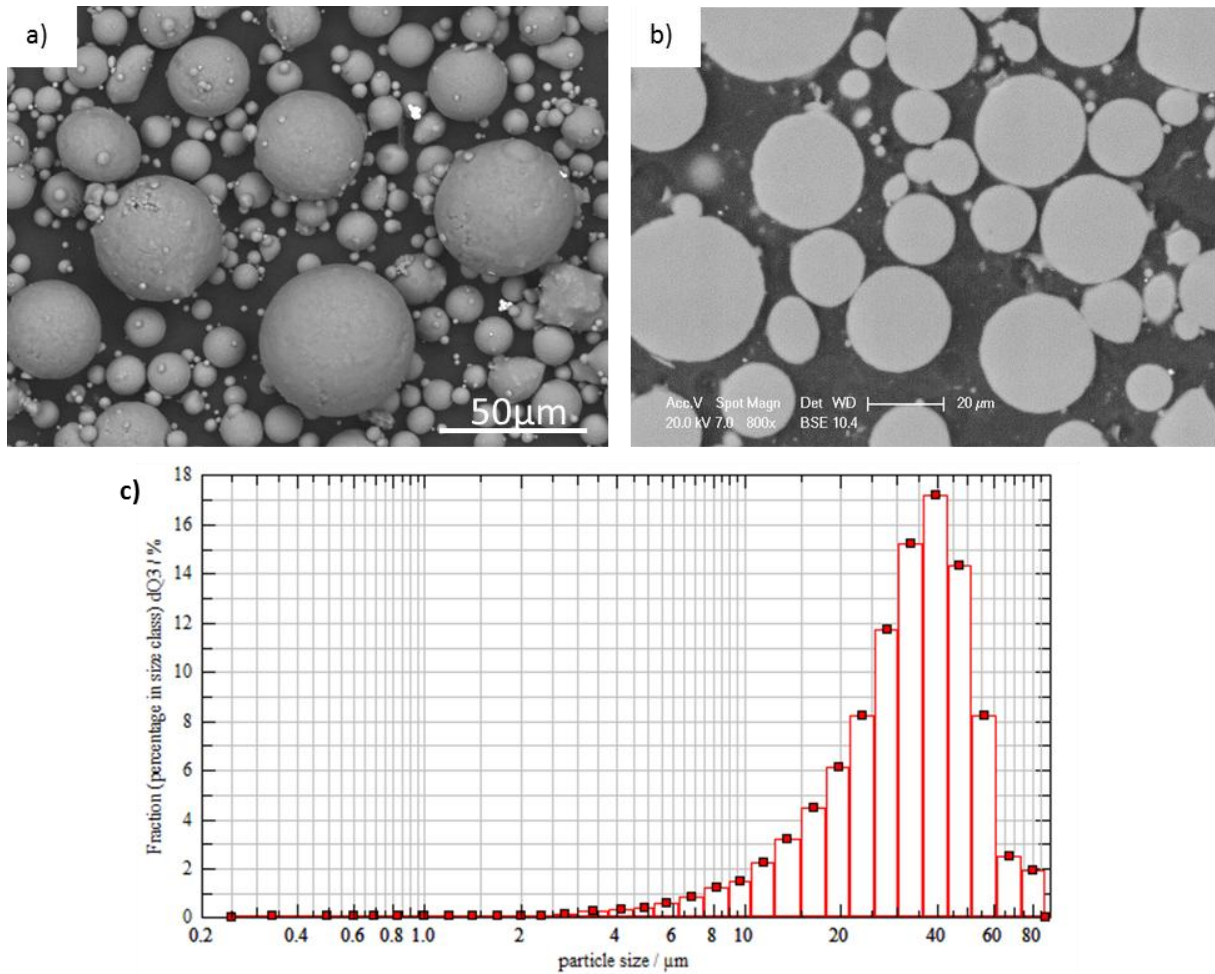 a)
50µm
b)
Acc.V Spot Magn Det WD 20 µm
20.0 kV 7.0 800x BSE 10.4
c)
Fraction (percentage in size class) dQ3 / %
18
16
14
12
10
8
6
4
2
0
0.2 0.4 0.6 0.8 1.0 2 4 6 8 10 20 40 60 80
particle size / µm